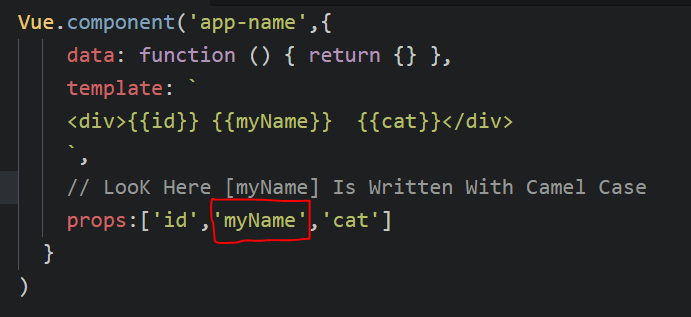 Vue.component('app-name',{
data: function () { return {} },
template: `
<div>{{id}} {{myName}}  {{cat}}</div>
`,
// LooK Here [myName] Is Written With Camel Case
props:['id','myName','cat']
}
)